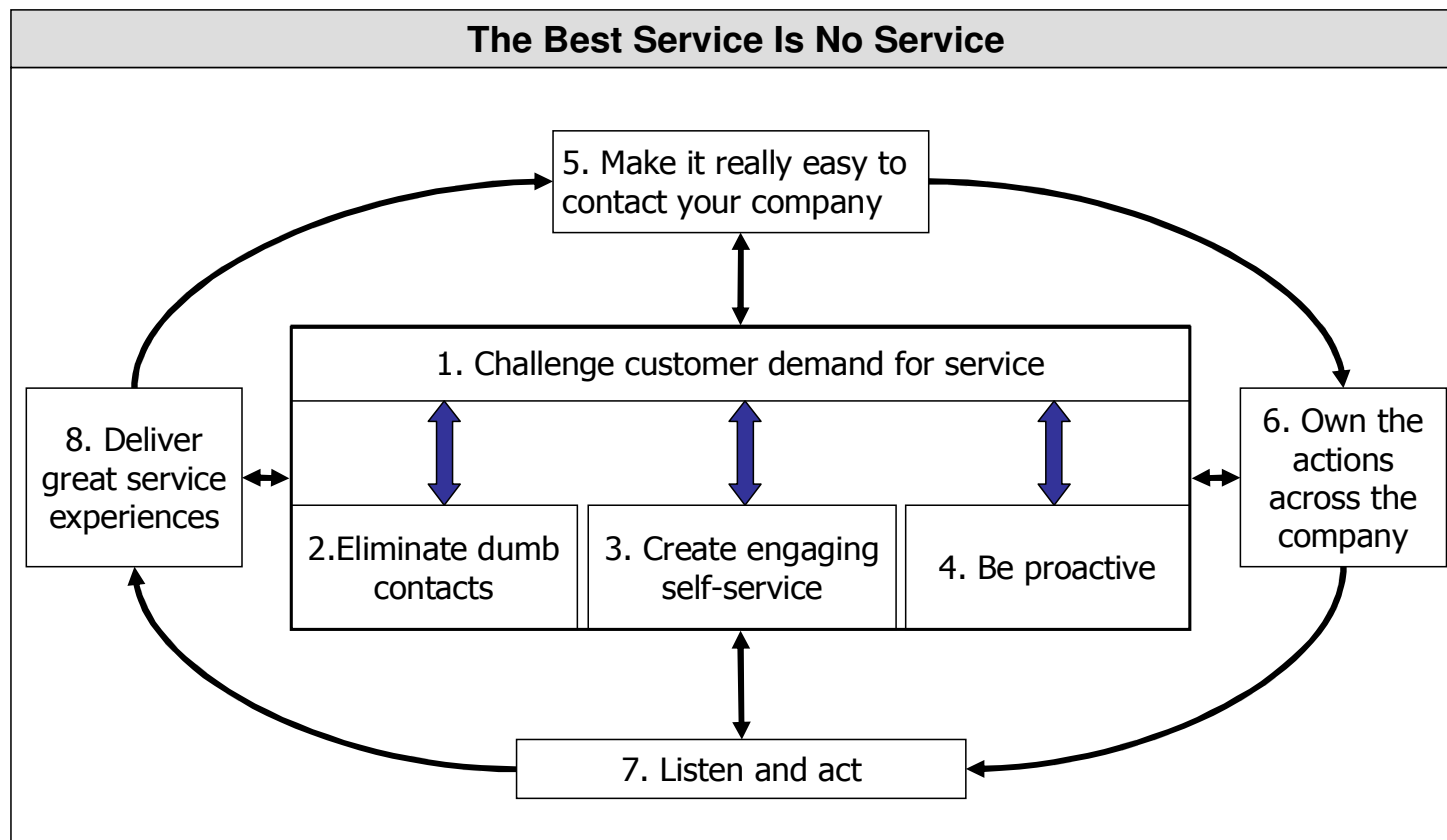 The Best Service Is No Service
5. Make it really easy to
contact your company
1. Challenge customer demand for service
8. Deliver
great service
experiences
6. Own the
actions
across the
company
2.Eliminate dumb
contacts
3. Create engaging
self-service
4. Be proactive
7. Listen and act